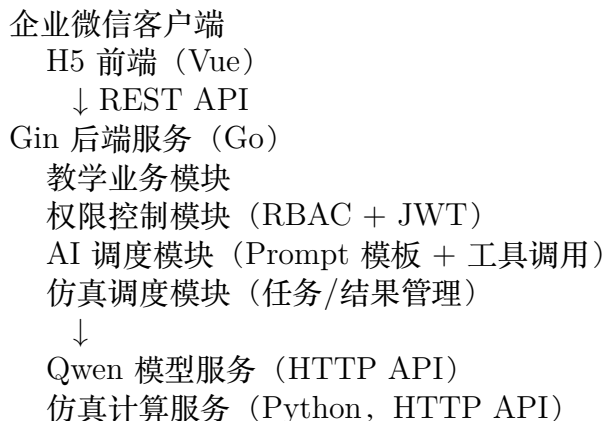 企业微信客户端
H5 前端（Vue）
↓ REST API
Gin 后端服务（Go）
教学业务模块
权限控制模块（RBAC + JWT）
AI 调度模块（Prompt 模板 + 工具调用）
仿真调度模块（任务/结果管理）
↓
Qwen 模型服务（HTTP API）
仿真计算服务（Python，HTTP API）